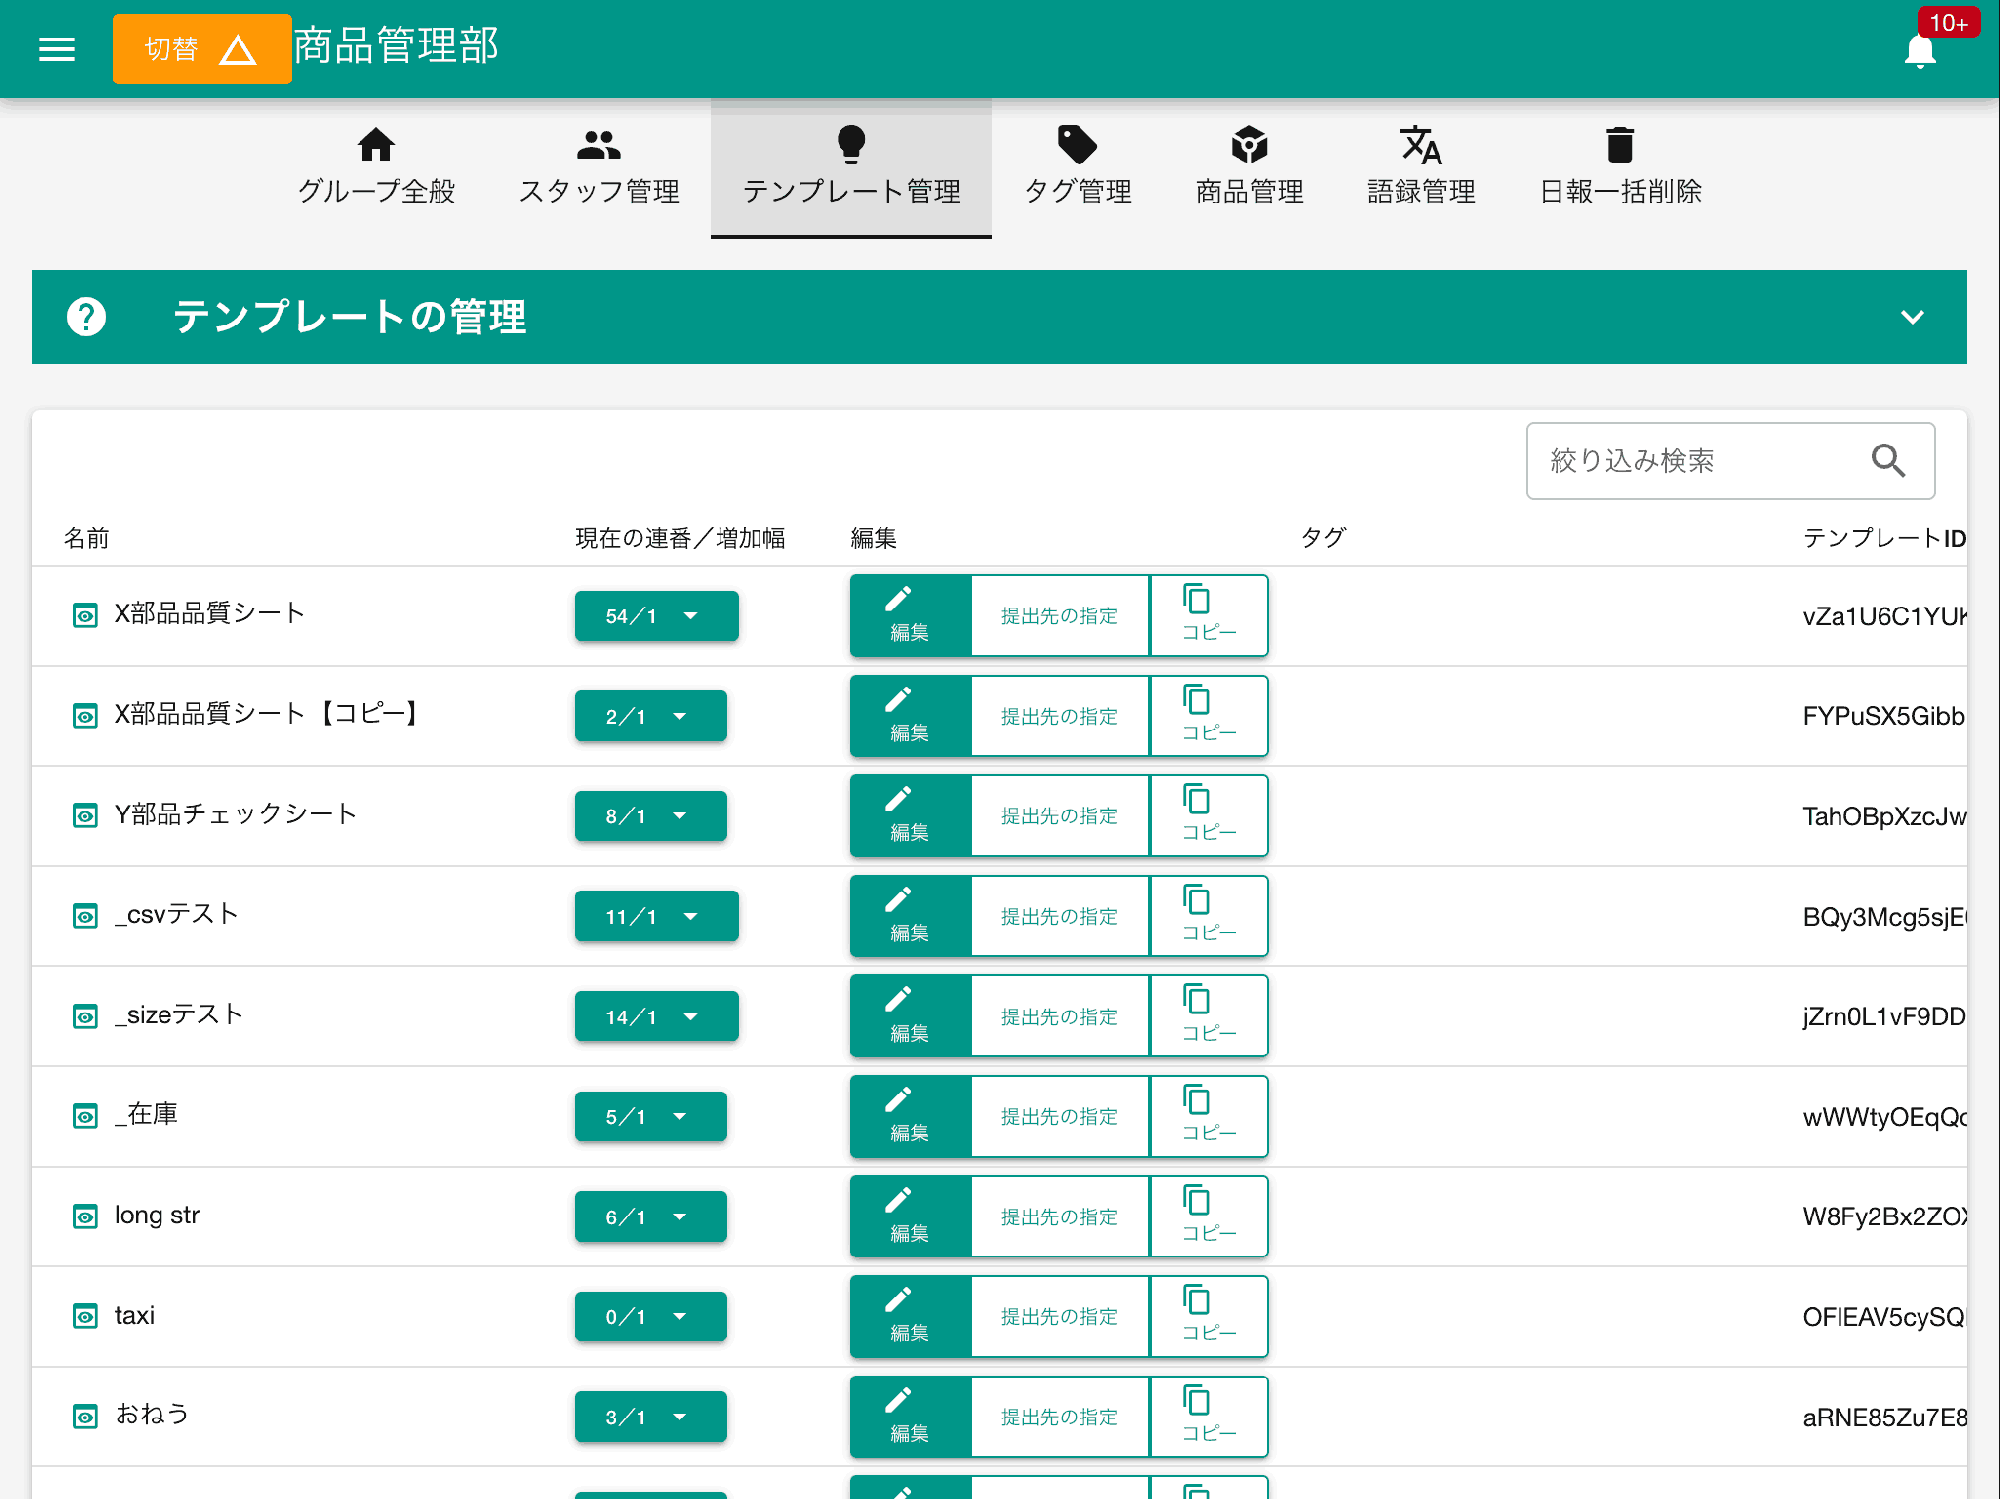 切替 商品管理部 10+
グループ全般 スタッフ管理 テンプレート管理 タグ管理 商品管理 語録管理 日報一括削除
テンプレートの管理
絞り込み検索
名前 現在の連番／増加幅 編集 タグ テンプレートID
X部品品質シート 54／1 編集 提出先の指定 コピー vZa1U6C1YUK
X部品品質シート【コピー】 2／1 編集 提出先の指定 コピー FYPuSX5Gibb
Y部品チェックシート 8／1 編集 提出先の指定 コピー TahOBpXzcJw
_csvテスト 11／1 編集 提出先の指定 コピー BQy3Mcg5sjE
_sizeテスト 14／1 編集 提出先の指定 コピー jZrn0L1vF9DD
_在庫 5／1 編集 提出先の指定 コピー wWWtyOEqQc
long str 6／1 編集 提出先の指定 コピー W8Fy2Bx2ZOX
taxi 0／1 編集 提出先の指定 コピー OFIEAV5cySQ
おねう 3／1 編集 提出先の指定 コピー aRNE85Zu7E8